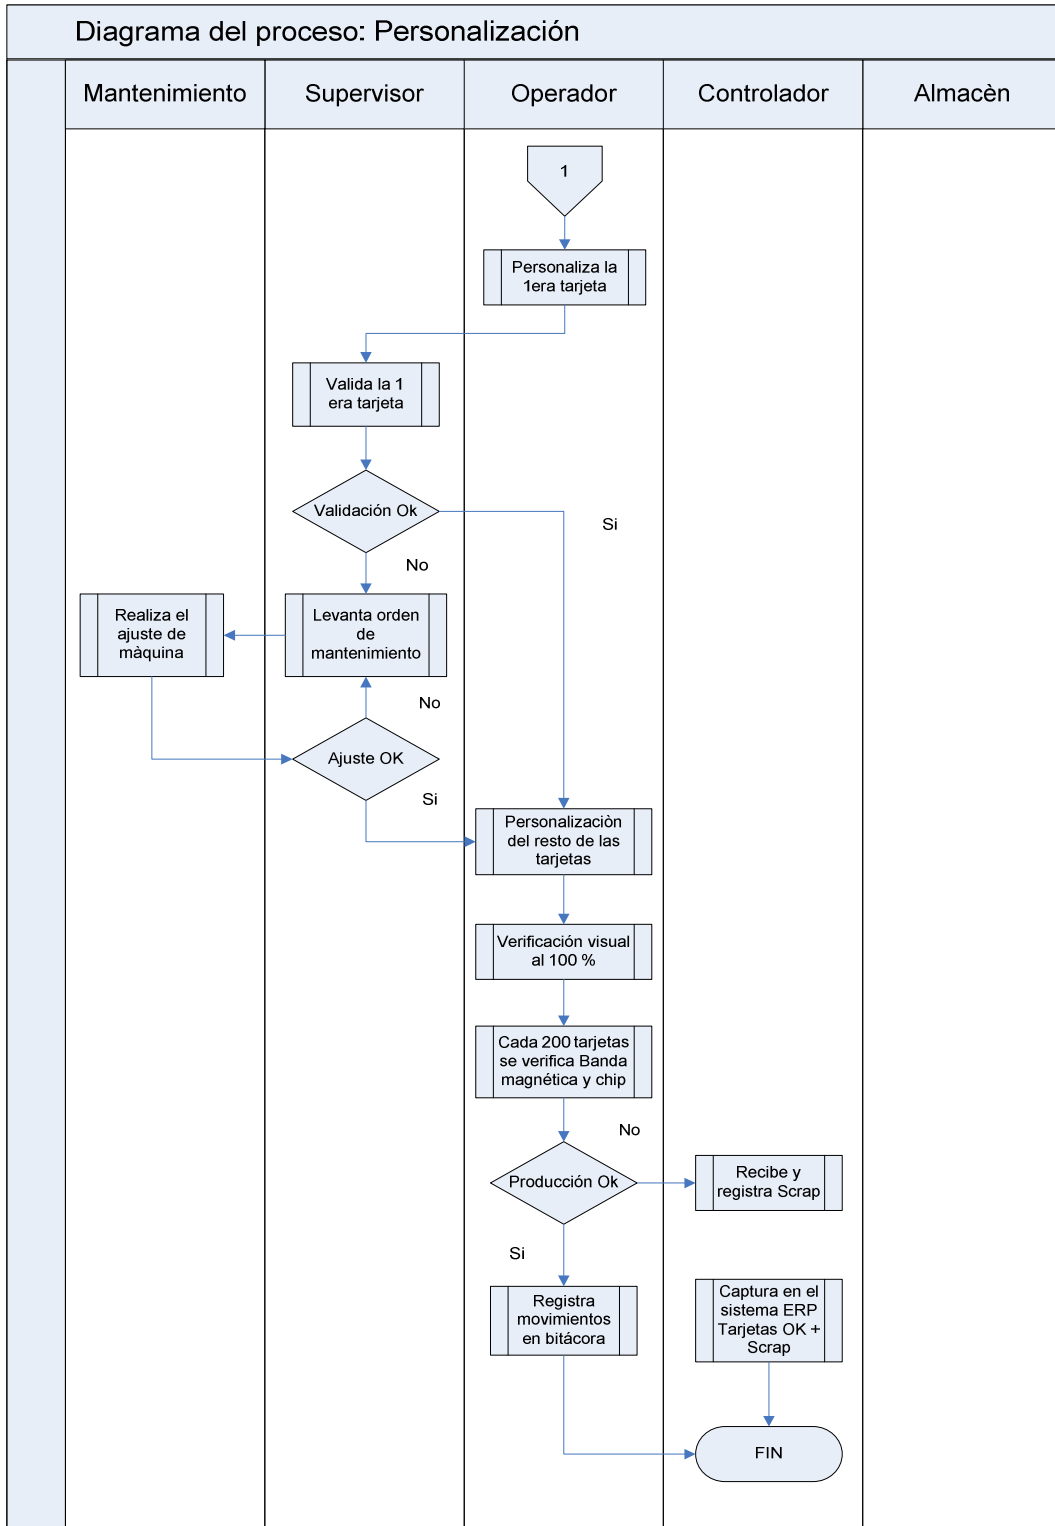 Diagrama del proceso: Personalización
Mantenimiento
Supervisor
Operador
Controlador
Almacèn
1
Personaliza la
1era tarjeta
Valida la 1
era tarjeta
Validación Ok
Si
No
Realiza el
ajuste de
màquina
Levanta orden
de
mantenimiento
No
Ajuste OK
Si
Personalizaciòn
del resto de las
tarjetas
Verificación visual
al 100 %
Cada 200 tarjetas
se verifica Banda
magnética y chip
No
Producción Ok
Recibe y
registra Scrap
Si
Registra
movimientos
en bitácora
Captura en el
sistema ERP
Tarjetas OK +
Scrap
FIN